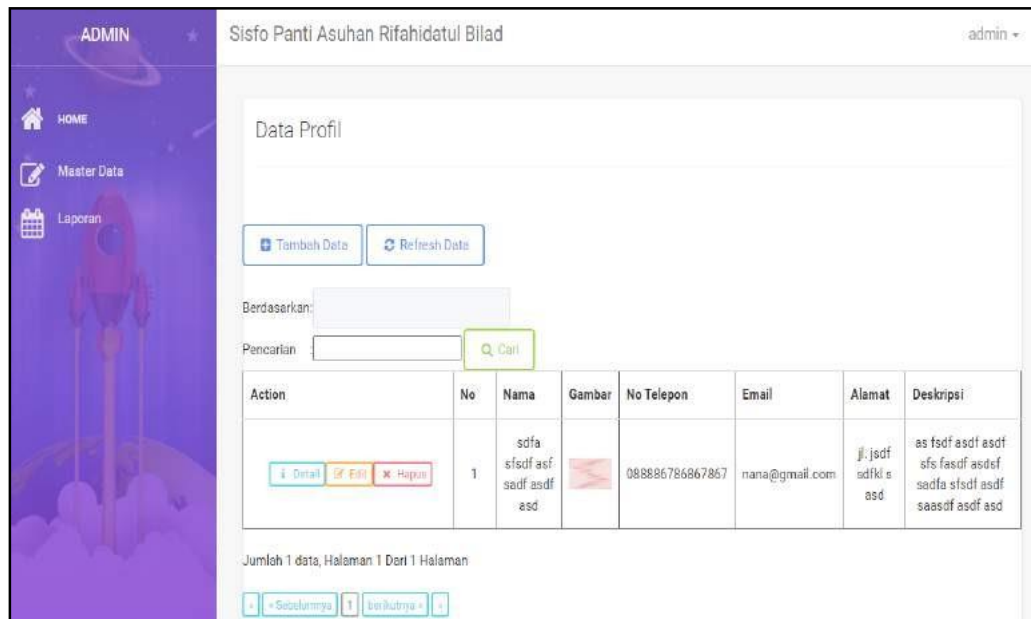 ADMIN
Sisfo Panti Asuhan Rifahidatul Bilad
admin
HOME
Master Data
Laporan
Data Profil
Tambah Data
Refresh Data
Berdasarkan:
Pencarian :
Cari
Action No Nama Gambar No Telepon Email Alamat Deskripsi
Detail Edit Hapus
1
sdfa
sfsdf asf
sadf asdf
asd
088886786867867
nana@gmail.com
jl. jsdf
sdfkl s
asd
as fsdf asdf asdf
sfs fasdf asdsf
sadfa sfsdf asdf
saasdf asdf asd
Jumlah 1 data, Halaman 1 Dari 1 Halaman
« Sebelumnya 1 berikutnya »